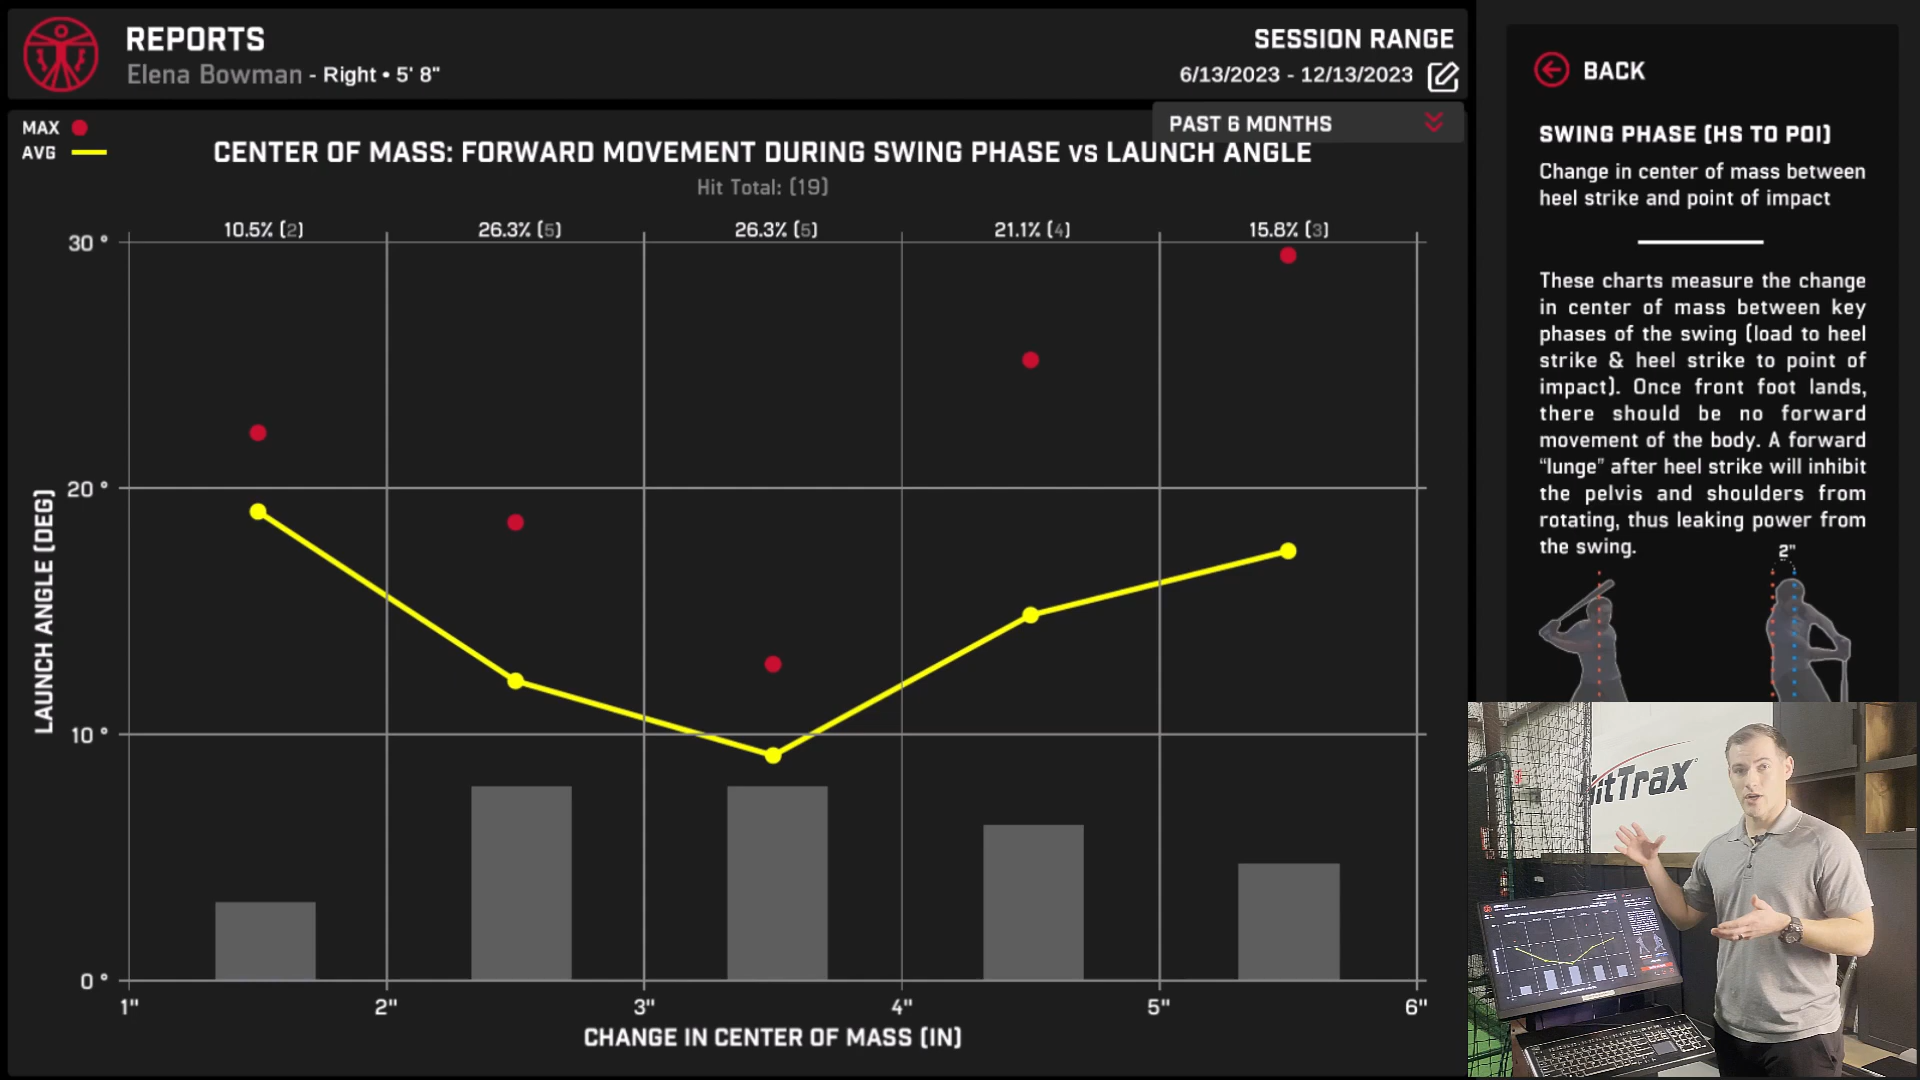 REPORTS
Elena Bowman - Right • 5' 8"
SESSION RANGE
6/13/2023 - 12/13/2023
PAST 6 MONTHS
MAX
AVG
CENTER OF MASS: FORWARD MOVEMENT DURING SWING PHASE vs LAUNCH ANGLE
Hit Total: (19)
10.5% (2) 26.3% (5) 26.3% (5) 21.1% (4) 15.8% (3)
30 °
20 °
10 °
0 °
LAUNCH ANGLE (DEG)
1" 2" 3" 4" 5" 6"
CHANGE IN CENTER OF MASS (IN)
BACK
SWING PHASE (HS TO POI)
Change in center of mass between
heel strike and point of impact
These charts measure the change
in center of mass between key
phases of the swing (load to heel
strike & heel strike to point of
impact). Once front foot lands,
there should be no forward
movement of the body. A forward
“lunge” after heel strike will inhibit
the pelvis and shoulders from
rotating, thus leaking power from
the swing.
2"
HitTrax